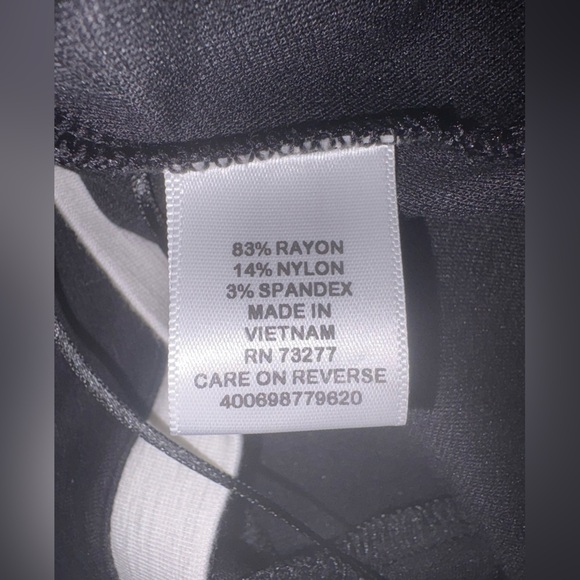 83% RAYON
14% NYLON
3% SPANDEX
MADE IN
VIETNAM
RN 73277
CARE ON REVERSE
400698779620